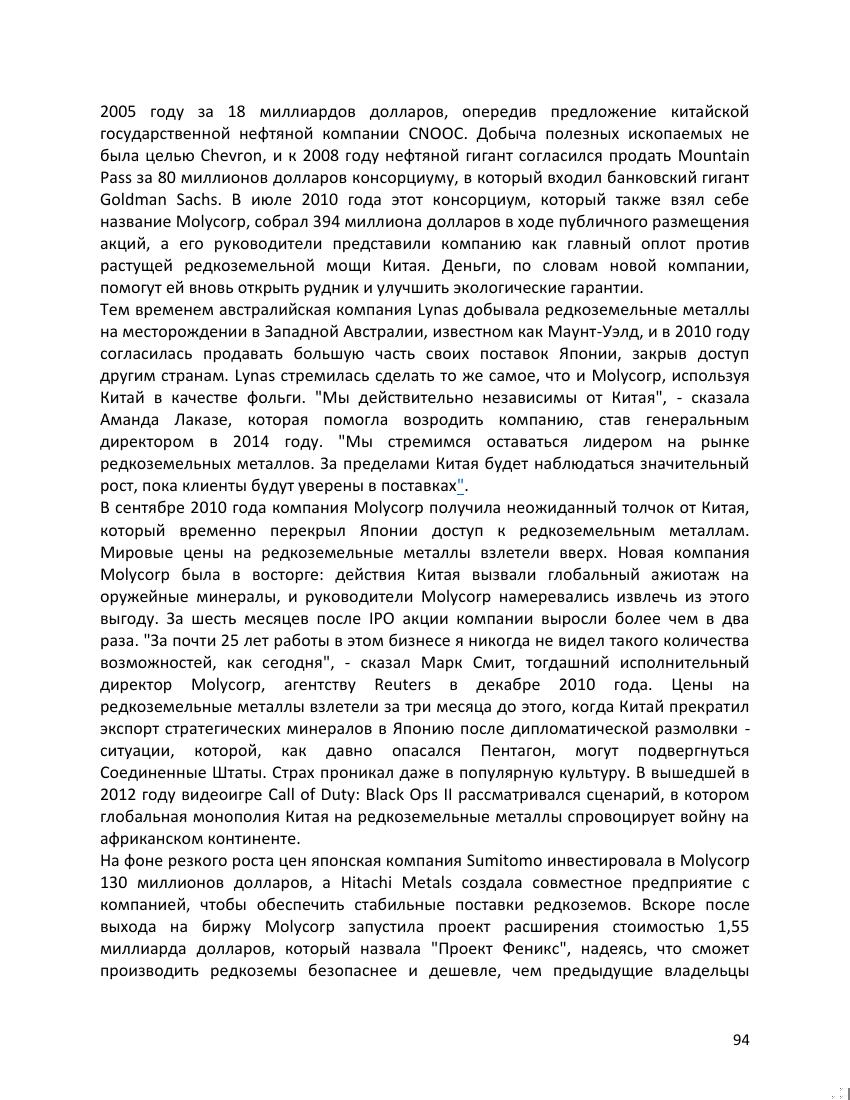 2005 году за 18 миллиардов долларов, опередив предложение китайской
государственной нефтяной компании CNOOC. Добыча полезных ископаемых не
была целью Chevron, и к 2008 году нефтяной гигант согласился продать Mountain
Pass за 80 миллионов долларов консорциуму, в который входил банковский гигант
Goldman Sachs. В июле 2010 года этот консорциум, который также взял себе
название Molycorp, собрал 394 миллиона долларов в ходе публичного размещения
акций, а его руководители представили компанию как главный оплот против
растущей редкоземельной мощи Китая. Деньги, по словам новой компании,
помогут ей вновь открыть рудник и улучшить экологические гарантии.
Тем временем австралийская компания Lynas добывала редкоземельные металлы
на месторождении в Западной Австралии, известном как Маунт-Уэлд, и в 2010 году
согласилась продавать большую часть своих поставок Японии, закрыв доступ
другим странам. Lynas стремилась сделать то же самое, что и Molycorp, используя
Китай в качестве фольги. "Мы действительно независимы от Китая", - сказала
Аманда Лаказе, которая помогла возродить компанию, став генеральным
директором в 2014 году. "Мы стремимся оставаться лидером на рынке
редкоземельных металлов. За пределами Китая будет наблюдаться значительный
рост, пока клиенты будут уверены в поставках".
В сентябре 2010 года компания Molycorp получила неожиданный толчок от Китая,
который временно перекрыл Японии доступ к редкоземельным металлам.
Мировые цены на редкоземельные металлы взлетели вверх. Новая компания
Molycorp была в восторге: действия Китая вызвали глобальный ажиотаж на
оружейные минералы, и руководители Molycorp намеревались извлечь из этого
выгоду. За шесть месяцев после IPO акции компании выросли более чем в два
раза. "За почти 25 лет работы в этом бизнесе я никогда не видел такого количества
возможностей, как сегодня", - сказал Марк Смит, тогдашний исполнительный
директор Molycorp, агентству Reuters в декабре 2010 года. Цены на
редкоземельные металлы взлетели за три месяца до этого, когда Китай прекратил
экспорт стратегических минералов в Японию после дипломатической размолвки -
ситуации, которой, как давно опасался Пентагон, могут подвергнуться
Соединенные Штаты. Страх проникал даже в популярную культуру. В вышедшей в
2012 году видеоигре Call of Duty: Black Ops II рассматривался сценарий, в котором
глобальная монополия Китая на редкоземельные металлы спровоцирует войну на
африканском континенте.
На фоне резкого роста цен японская компания Sumitomo инвестировала в Molycorp
130 миллионов долларов, а Hitachi Metals создала совместное предприятие с
компанией, чтобы обеспечить стабильные поставки редкоземов. Вскоре после
выхода на биржу Molycorp запустила проект расширения стоимостью 1,55
миллиарда долларов, который назвала "Проект Феникс", надеясь, что сможет
производить редкоземы безопаснее и дешевле, чем предыдущие владельцы
94